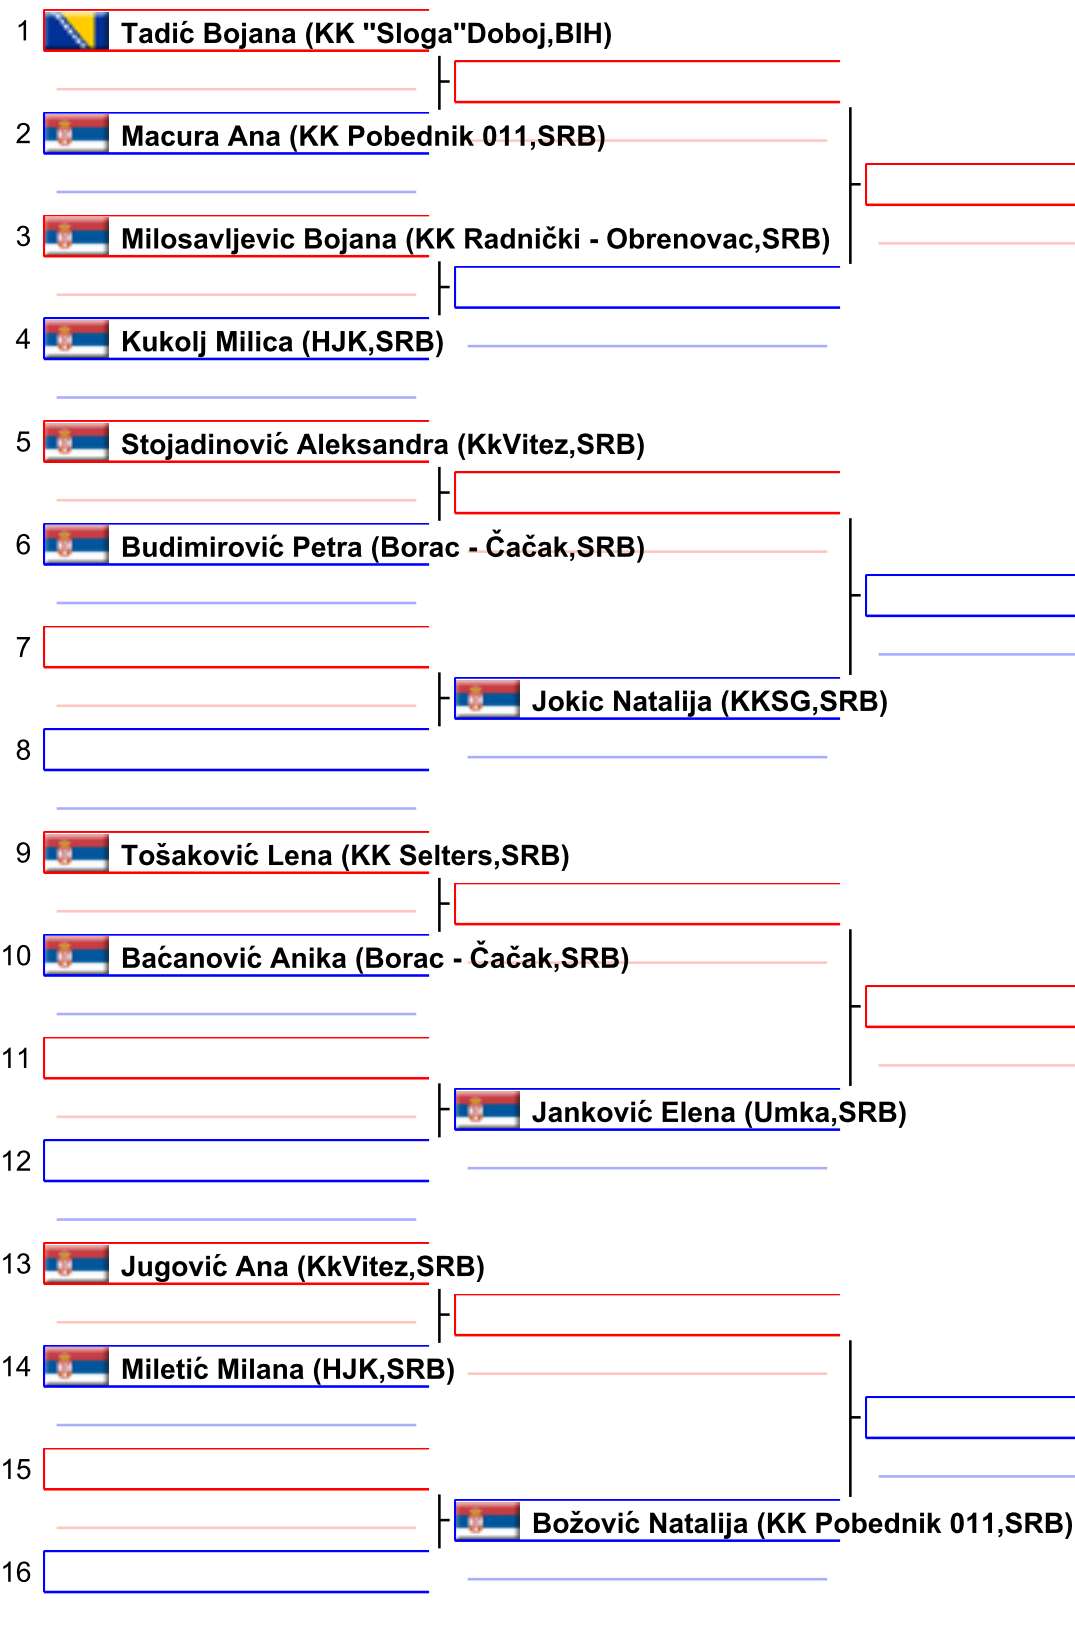 1 Tadić Bojana (KK "Sloga"Doboj,BIH)
2 Macura Ana (KK Pobednik 011,SRB)
3 Milosavljevic Bojana (KK Radnički - Obrenovac,SRB)
4 Kukolj Milica (HJK,SRB)
5 Stojadinović Aleksandra (KkVitez,SRB)
6 Budimirović Petra (Borac - Čačak,SRB)
7
Jokic Natalija (KKSG,SRB)
8
9 Tošaković Lena (KK Selters,SRB)
10 Baćanović Anika (Borac - Čačak,SRB)
11
Janković Elena (Umka,SRB)
12
13 Jugović Ana (KkVitez,SRB)
14 Miletić Milana (HJK,SRB)
15
Božović Natalija (KK Pobednik 011,SRB)
16